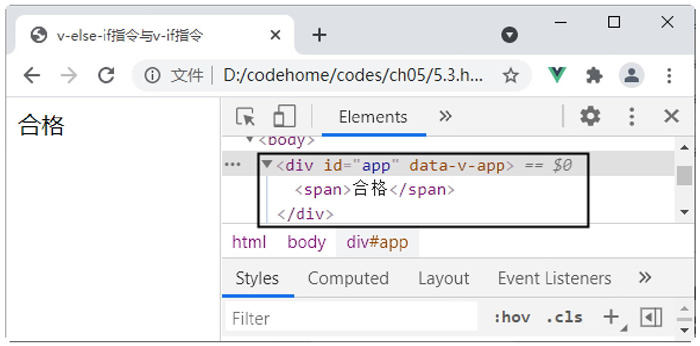 v-else-if指令与v-if指令
文件 D:/codehome/codes/ch05/5.3.h...
合格
Elements
<body>
<div id="app" data-v-app> == $0
<span>合格</span>
</div>
html body div#app
Styles Computed Layout Event Listeners
Filter :hov .cls